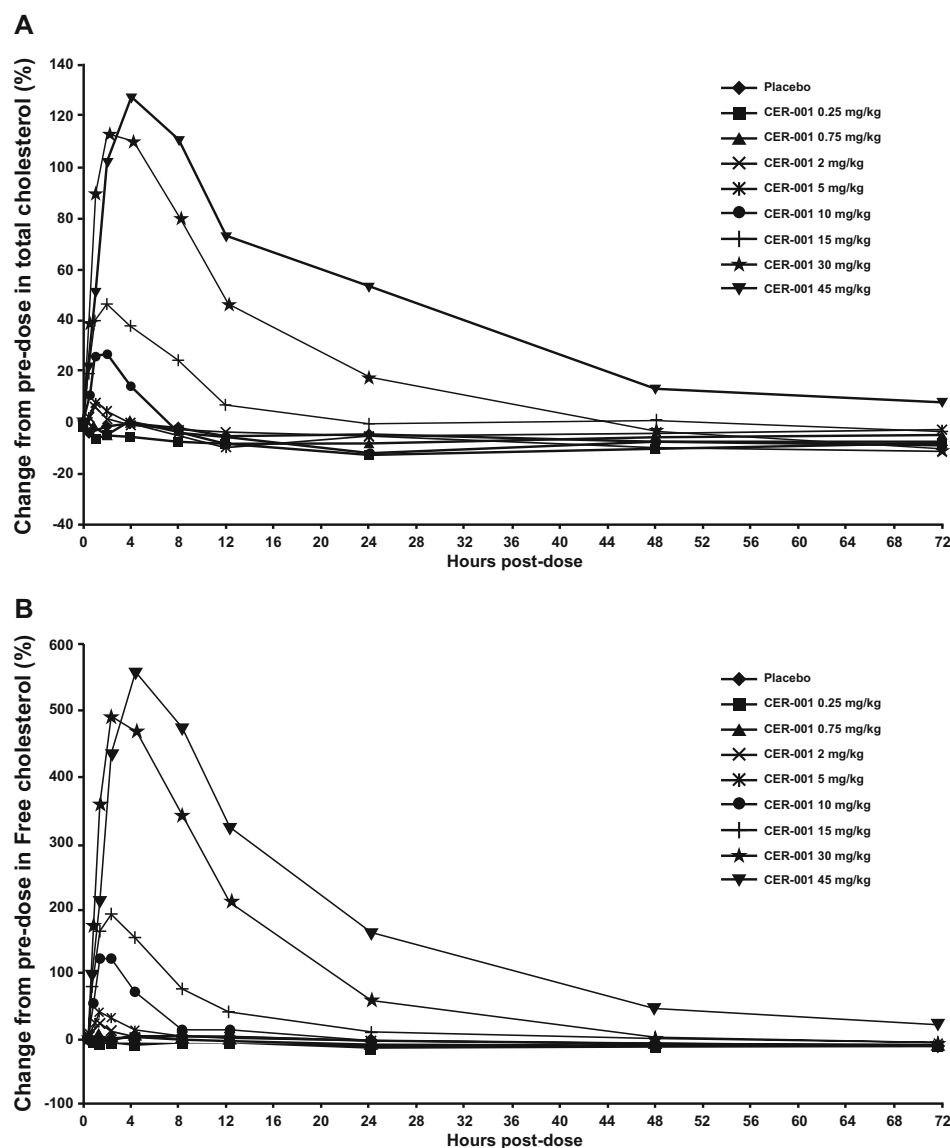 A
Change from pre-dose in total cholesterol (%)
140
120
100
80
60
40
20
0
-20
-40
0 4 8 12 16 20 24 28 32 36 40 44 48 52 56 60 64 68 72
Hours post-dose
Placebo
CER-001 0.25 mg/kg
CER-001 0.75 mg/kg
CER-001 2 mg/kg
CER-001 5 mg/kg
CER-001 10 mg/kg
CER-001 15 mg/kg
CER-001 30 mg/kg
CER-001 45 mg/kg
B
Change from pre-dose in Free cholesterol (%)
600
500
400
300
200
100
0
-100
0 4 8 12 16 20 24 28 32 36 40 44 48 52 56 60 64 68 72
Hours post-dose
Placebo
CER-001 0.25 mg/kg
CER-001 0.75 mg/kg
CER-001 2 mg/kg
CER-001 5 mg/kg
CER-001 10 mg/kg
CER-001 15 mg/kg
CER-001 30 mg/kg
CER-001 45 mg/kg